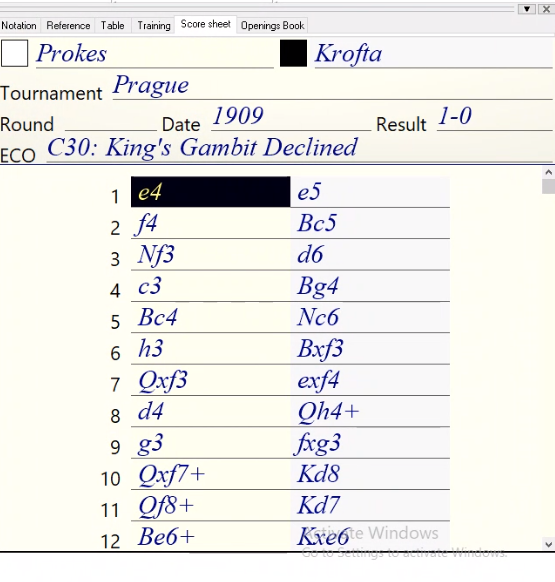 Notation Reference Table Training Score sheet Openings Book
Prokes Krofta
Tournament Prague
Round Date 1909 Result 1-0
ECO C30: King's Gambit Declined
1 e4 e5
2 f4 Bc5
3 Nf3 d6
4 c3 Bg4
5 Bc4 Nc6
6 h3 Bxf3
7 Qxf3 exf4
8 d4 Qh4+
9 g3 fxg3
10 Qxf7+ Kd8
11 Qf8+ Kd7
12 Be6+ Kxe6
Activate Windows
Go to Settings to activate Windows.